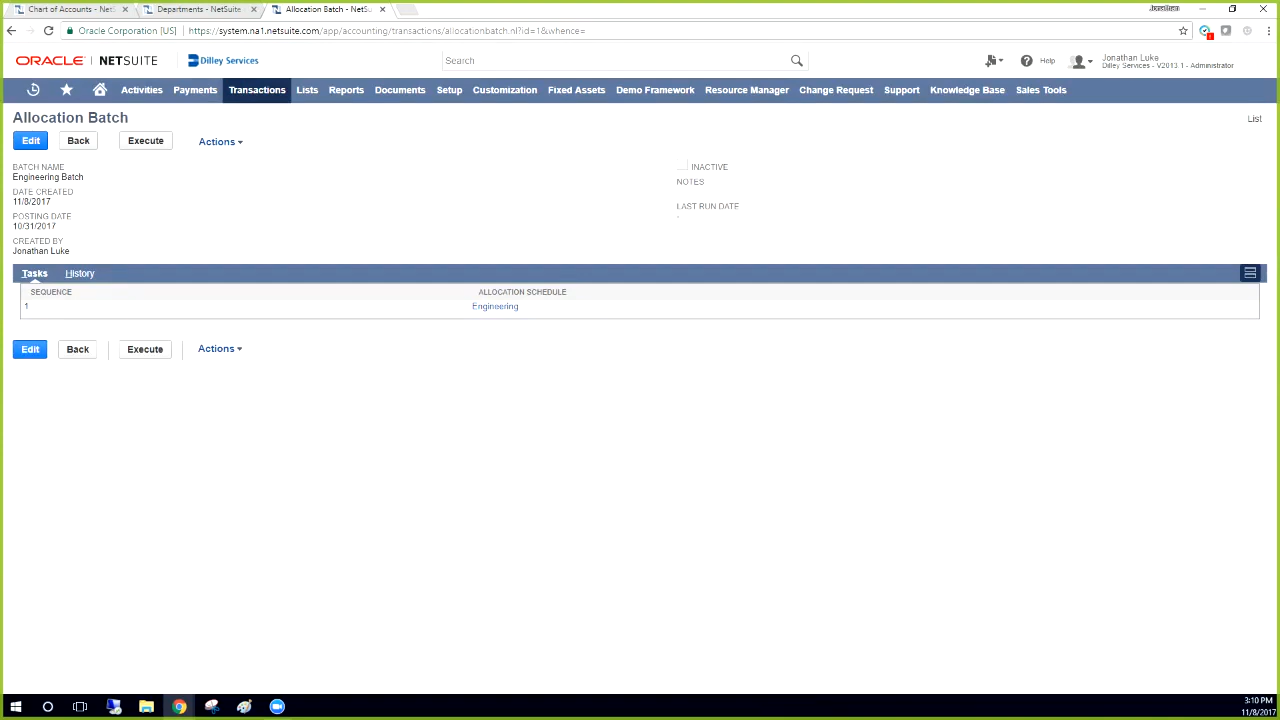 Chart of Accounts - NetS
Departments - NetSuite
Allocation Batch - NetSu
Jonathan
Oracle Corporation [US]
https://system.na1.netsuite.com/app/accounting/transactions/allocationbatch.nl?id=1&whence=
ORACLE NETSUITE
Dilley Services
Search
Help
Jonathan Luke
Dilley Services - V2013.1 - Administrator
Activities Payments Transactions Lists Reports Documents Setup Customization Fixed Assets Demo Framework Resource Manager Change Request Support Knowledge Base Sales Tools
Allocation Batch
List
Edit Back Execute Actions
BATCH NAME
Engineering Batch
DATE CREATED
11/8/2017
POSTING DATE
10/31/2017
CREATED BY
Jonathan Luke
INACTIVE
NOTES
LAST RUN DATE
Tasks History
SEQUENCE ALLOCATION SCHEDULE
1 Engineering
Edit Back Execute Actions
3:10 PM
11/8/2017